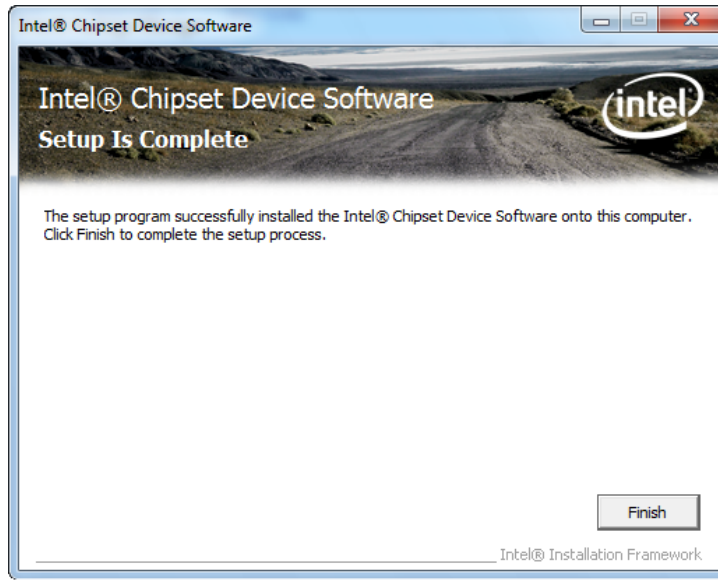 Intel® Chipset Device Software
Intel® Chipset Device Software
intel
Setup Is Complete
The setup program successfully installed the Intel® Chipset Device Software onto this computer.
Click Finish to complete the setup process.
Finish
Intel® Installation Framework